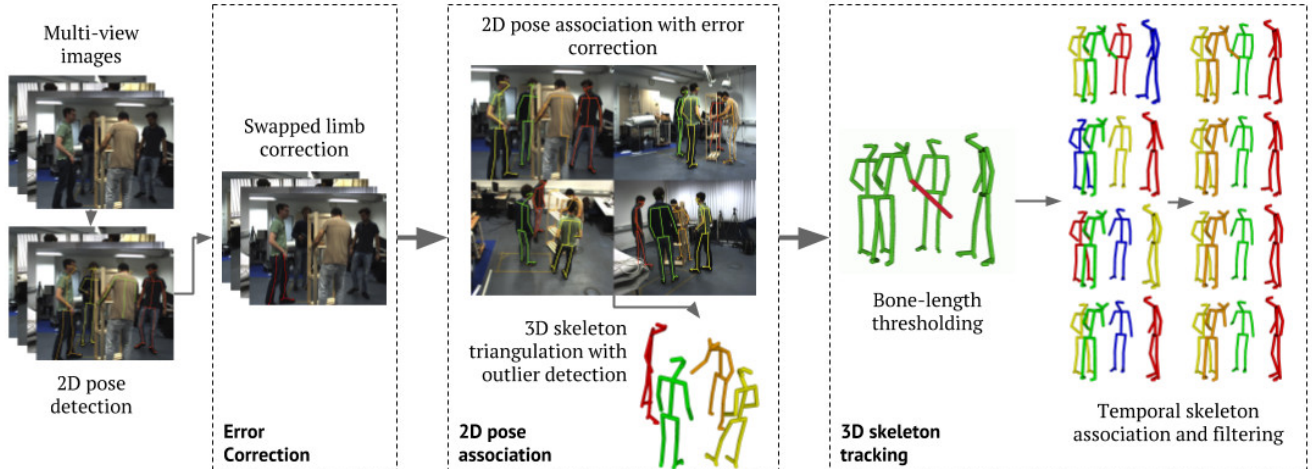 Multi-view
images
2D pose
detection
Swapped limb
correction
Error
Correction
2D pose association with error
correction
3D skeleton
triangulation with
outlier detection
2D pose
association
Bone-length
thresholding
3D skeleton
tracking
Temporal skeleton
association and filtering